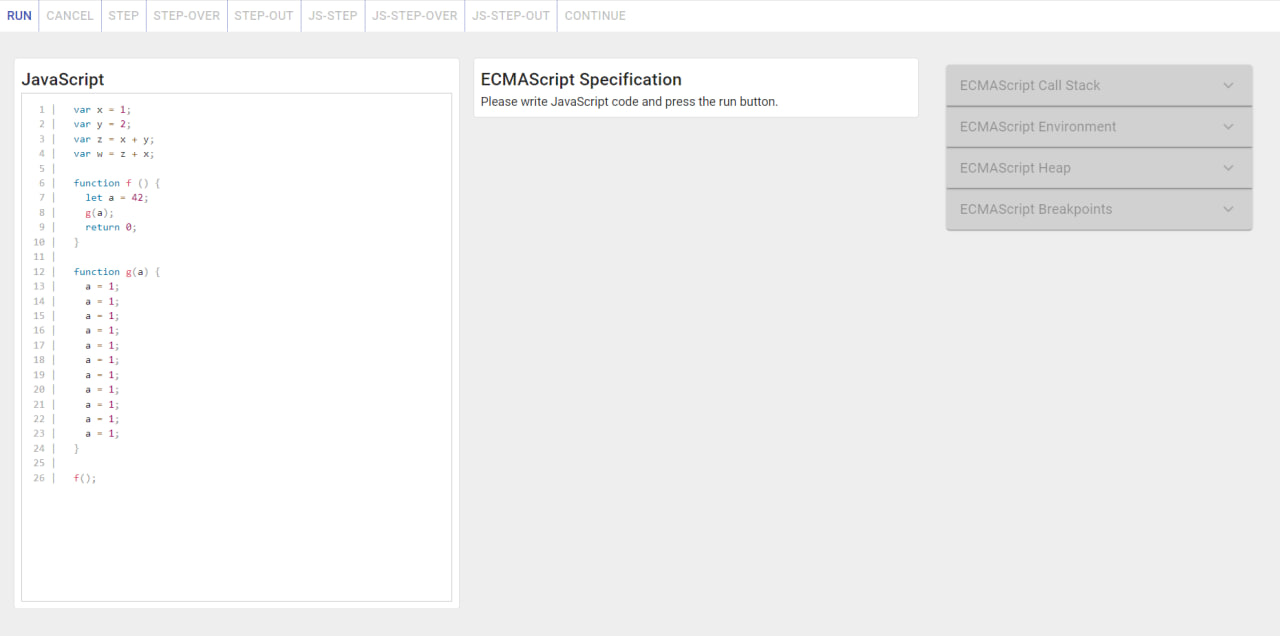 RUN CANCEL STEP STEP-OVER STEP-OUT JS-STEP JS-STEP-OVER JS-STEP-OUT CONTINUE
JavaScript
1 | var x = 1;
2 | var y = 2;
3 | var z = x + y;
4 | var w = z + x;
5 |
6 | function f () {
7 |   let a = 42;
8 |   g(a);
9 |   return 0;
10 | }
11 |
12 | function g(a) {
13 |   a = 1;
14 |   a = 1;
15 |   a = 1;
16 |   a = 1;
17 |   a = 1;
18 |   a = 1;
19 |   a = 1;
20 |   a = 1;
21 |   a = 1;
22 |   a = 1;
23 |   a = 1;
24 | }
25 |
26 | f();
ECMAScript Specification
Please write JavaScript code and press the run button.
ECMAScript Call Stack
ECMAScript Environment
ECMAScript Heap
ECMAScript Breakpoints